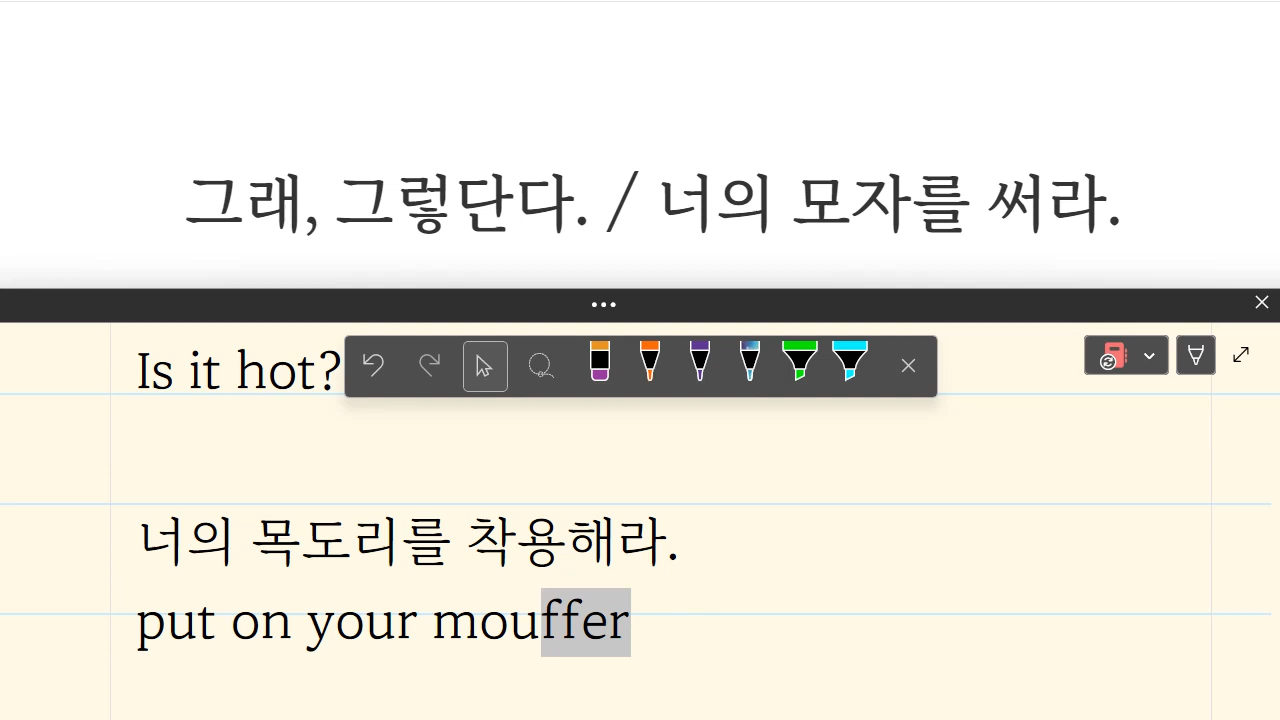 그래, 그렇단다. / 너의 모자를 써라.
Is it hot?
너의 목도리를 착용해라.
put on your mouffer